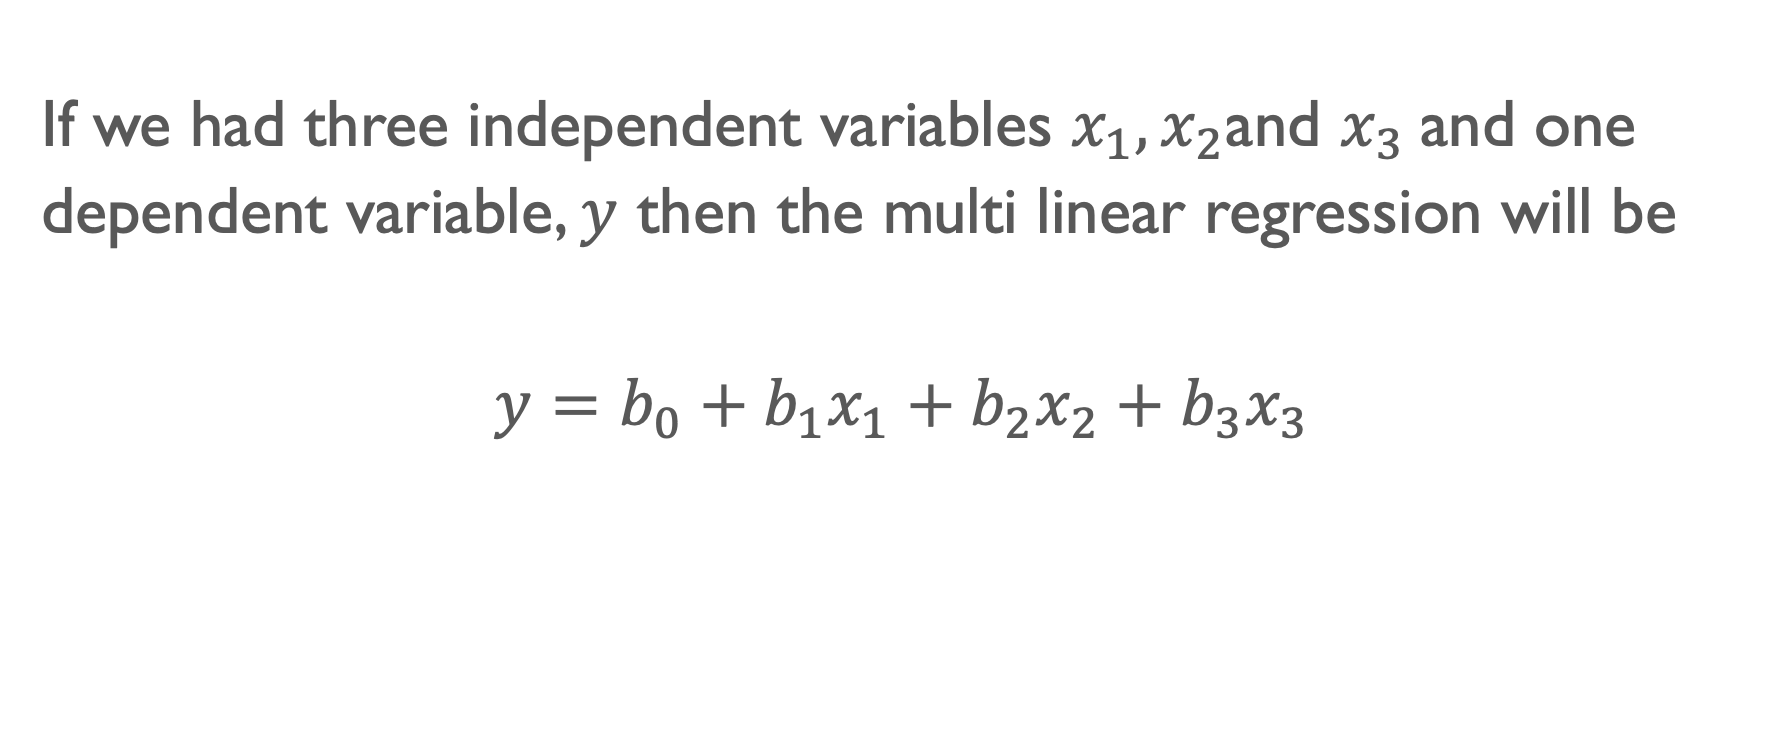 If we had three independent variables x₁, x₂and x₃ and one
dependent variable, y then the multi linear regression will be
y = b₀ + b₁x₁ + b₂x₂ + b₃x₃